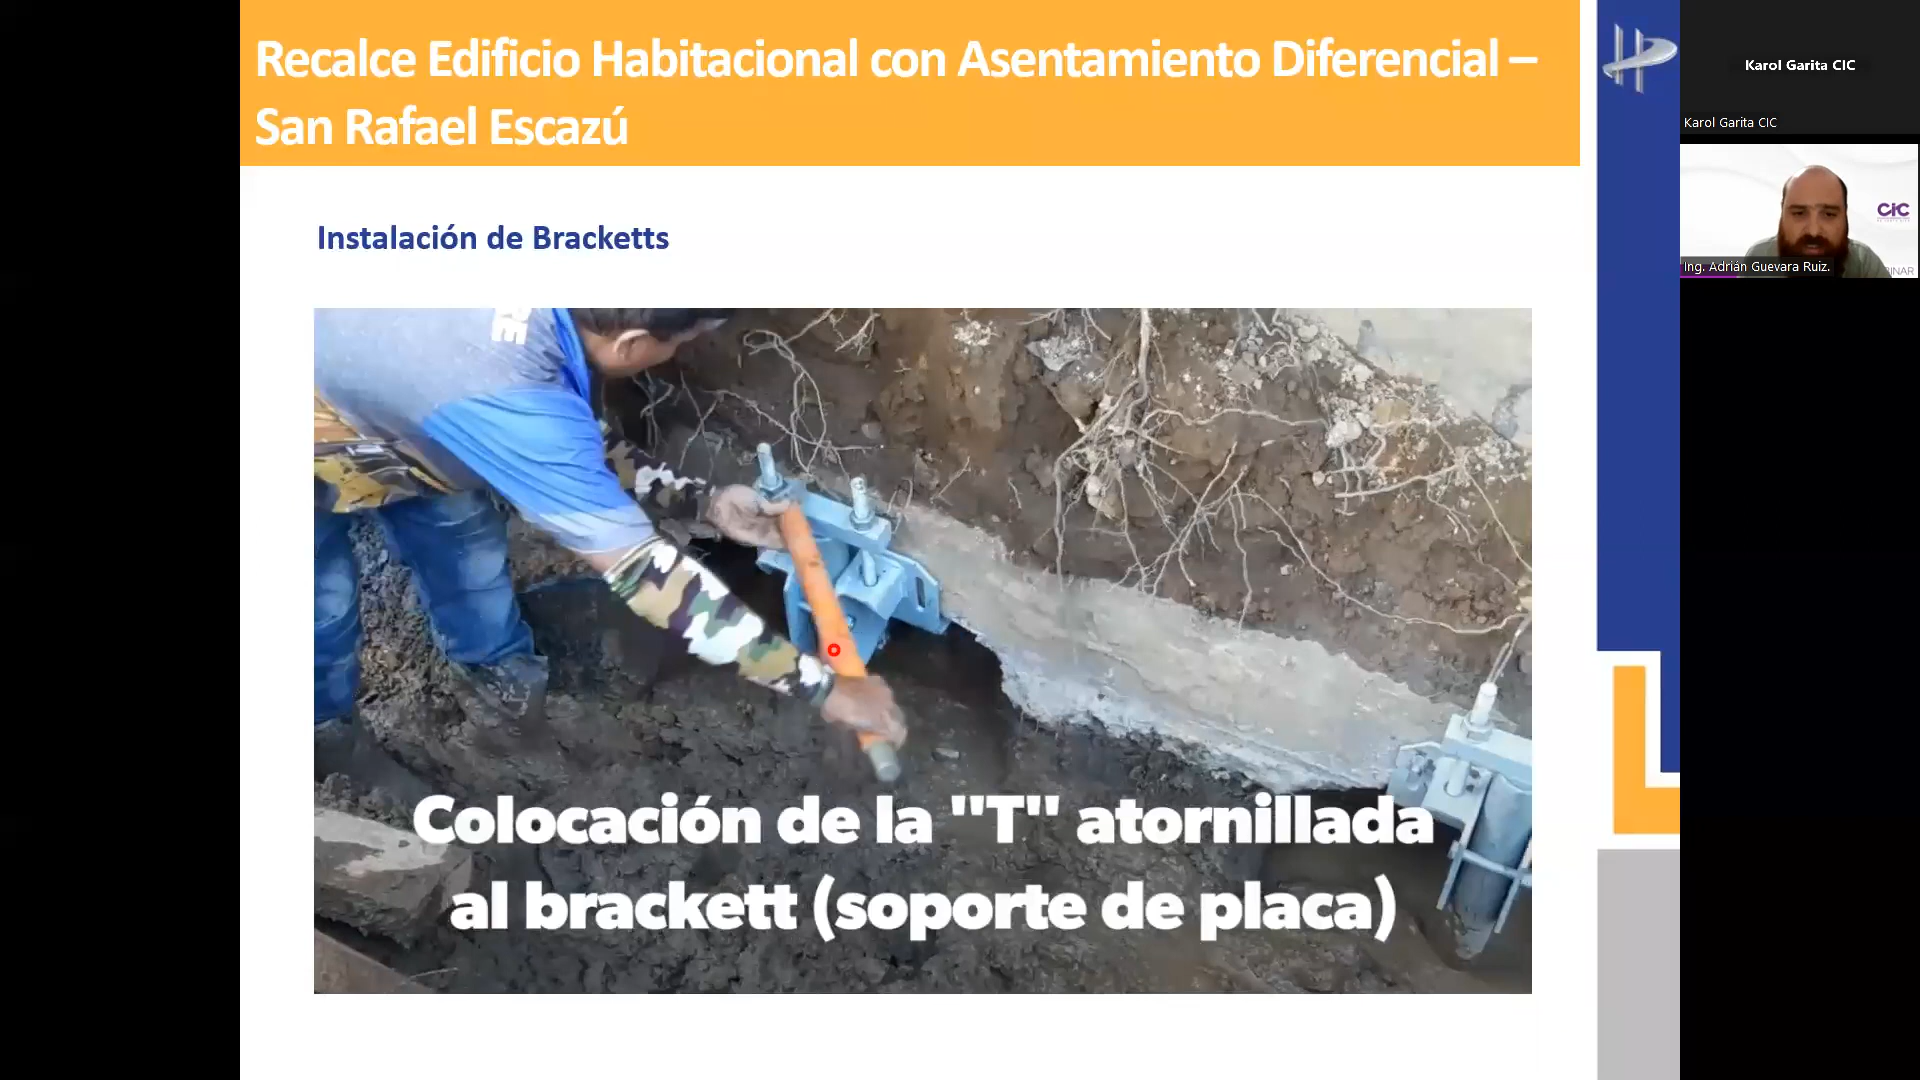 Recalce Edificio Habitacional con Asentamiento Diferencial –
San Rafael Escazú
Instalación de Bracketts
Colocación de la "T" atornillada
al brackett (soporte de placa)
Karol Garita CIC
Karol Garita CIC
CIC
Ing. Adrián Guevara Ruiz.